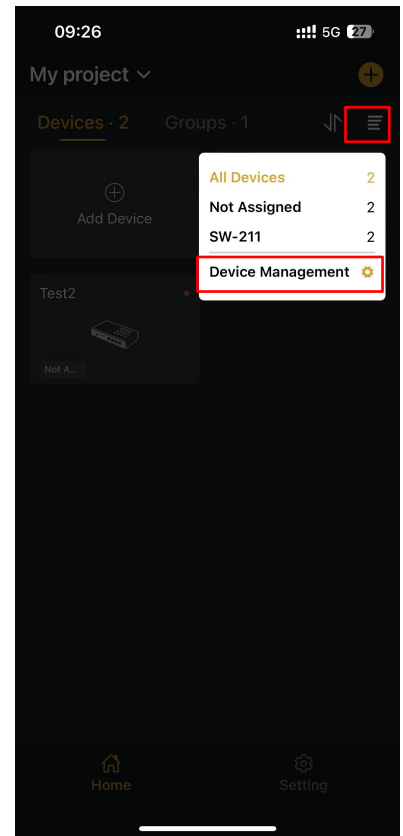 09:26
5G 27
My project
Devices · 2 Groups · 1
All Devices 2
Not Assigned 2
SW-211 2
Device Management
Add Device
Test2
Not A...
Home
Setting